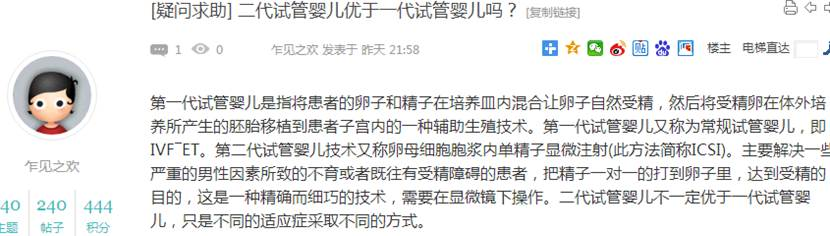 [疑问求助] 二代试管婴儿优于一代试管婴儿吗？ [复制链接]
1 0 乍见之欢 发表于 昨天 21:58 楼主 电梯直达
第一代试管婴儿是指将患者的卵子和精子在培养皿内混合让卵子自然受精，然后将受精卵在体外培
养所产生的胚胎移植到患者子宫内的一种辅助生殖技术。第一代试管婴儿又称为常规试管婴儿，即
IVF¯ET。第二代试管婴儿技术又称卵母细胞胞浆内单精子显微注射(此方法简称ICSI)。主要解决一些
严重的男性因素所致的不育或者既往有受精障碍的患者，把精子一对一的打到卵子里，达到受精的
目的，这是一种精确而细巧的技术，需要在显微镜下操作。二代试管婴儿不一定优于一代试管婴
儿，只是不同的适应症采取不同的方式。
乍见之欢
40 240 444
主题 帖子 积分